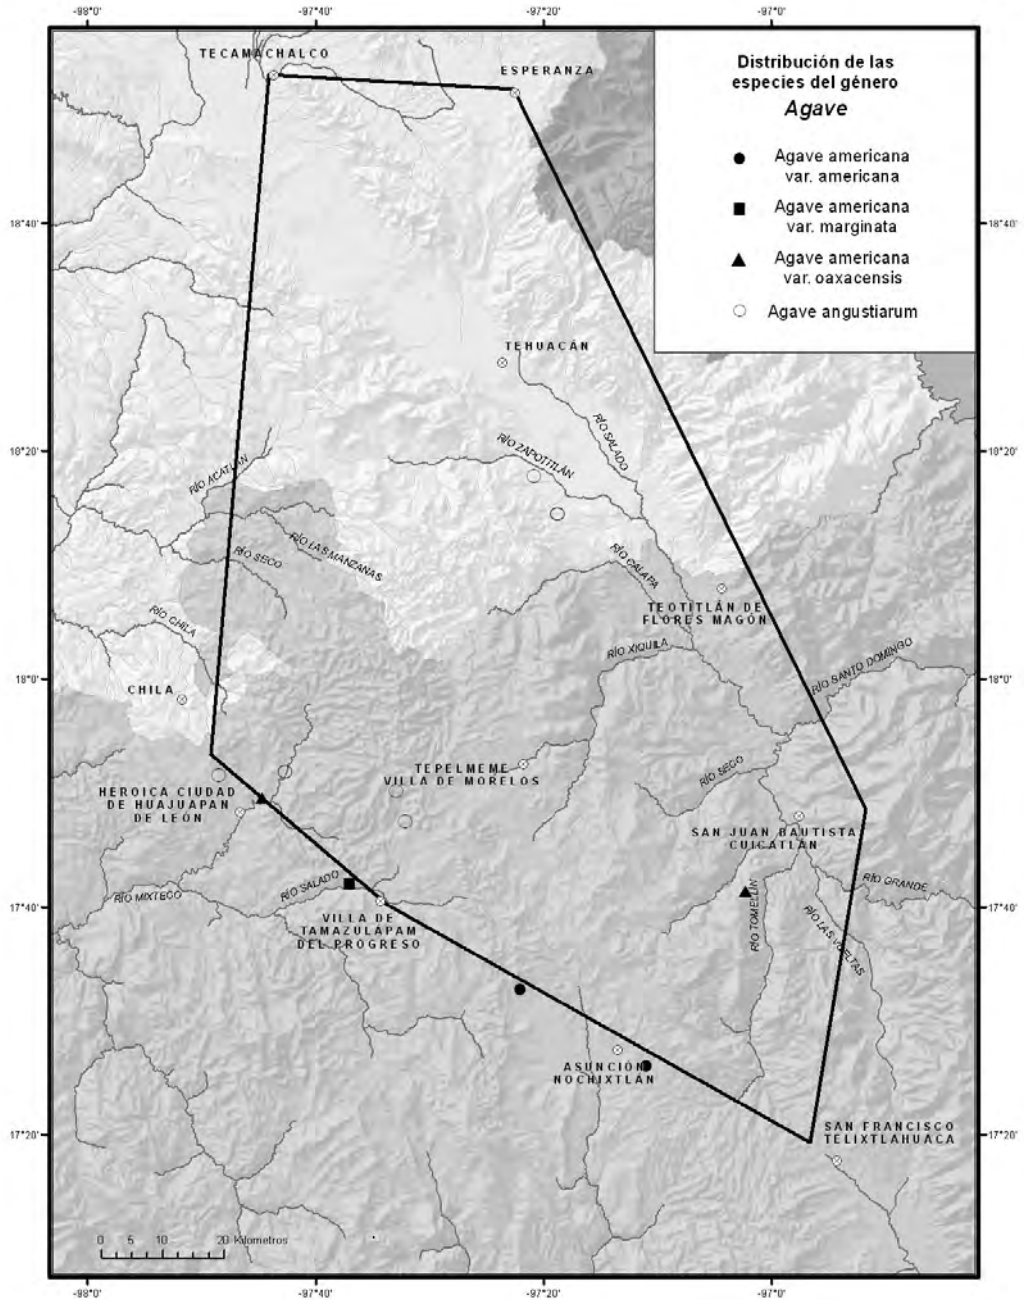 -98°0'
-97°40'
-97°20'
-97°0'
TECAMACHALCO
ESPERANZA
Distribución de las
especies del género
Agave
Agave americana
var. americana
Agave americana
var. marginata
Agave americana
var. oaxacensis
Agave angustiarum
18°40'
18°40'
TEHUACÁN
RÍO SALADO
RÍO ZAPOTITLÁN
18°20'
18°20'
RÍO ACATLÁN
RÍO SECO
RÍO LAS MANZANAS
RÍO CALAPA
TEOTITLÁN DE
FLORES MAGÓN
RÍO CHILA
RÍO XIQUILA
RÍO SANTO DOMINGO
18°0'
18°0'
CHILA
TEPELMEME
VILLA DE MORELOS
RÍO SECO
HEROICA CIUDAD
DE HUAJUAPAN
DE LEÓN
SAN JUAN BAUTISTA
CUICATLÁN
RÍO SALADO
RÍO MIXTECO
RÍO GRANDE
RÍO TOMELLÍN
RÍO LAS VUELTAS
17°40'
17°40'
VILLA DE
TAMAZULÁPAM
DEL PROGRESO
ASUNCIÓN
NOCHIXTLÁN
17°20'
17°20'
SAN FRANCISCO
TELIXTLAHUACA
0 5 10 20 Kilometros
-98°0'
-97°40'
-97°20'
-97°0'